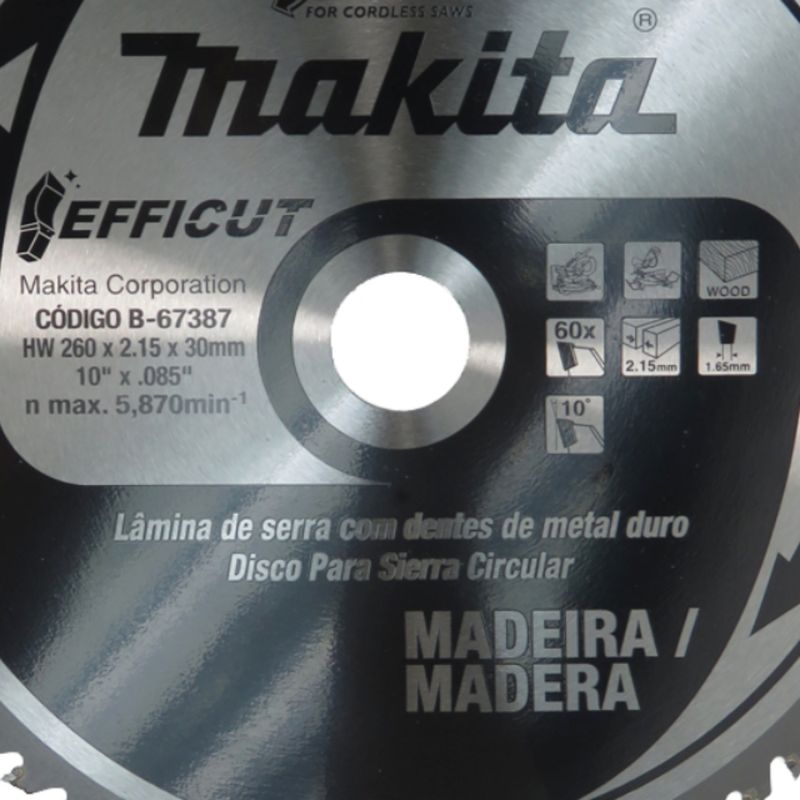 FOR CORDLESS SAWS
makita®
EFFICUT
Makita Corporation
CÓDIGO B-67387
HW 260 x 2.15 x 30mm
10" x .085"
n max. 5,870min⁻¹
WOOD
60x
2.15mm
1.65mm
10°
Lâmina de serra com dentes de metal duro
Disco Para Sierra Circular
MADEIRA /
MADERA